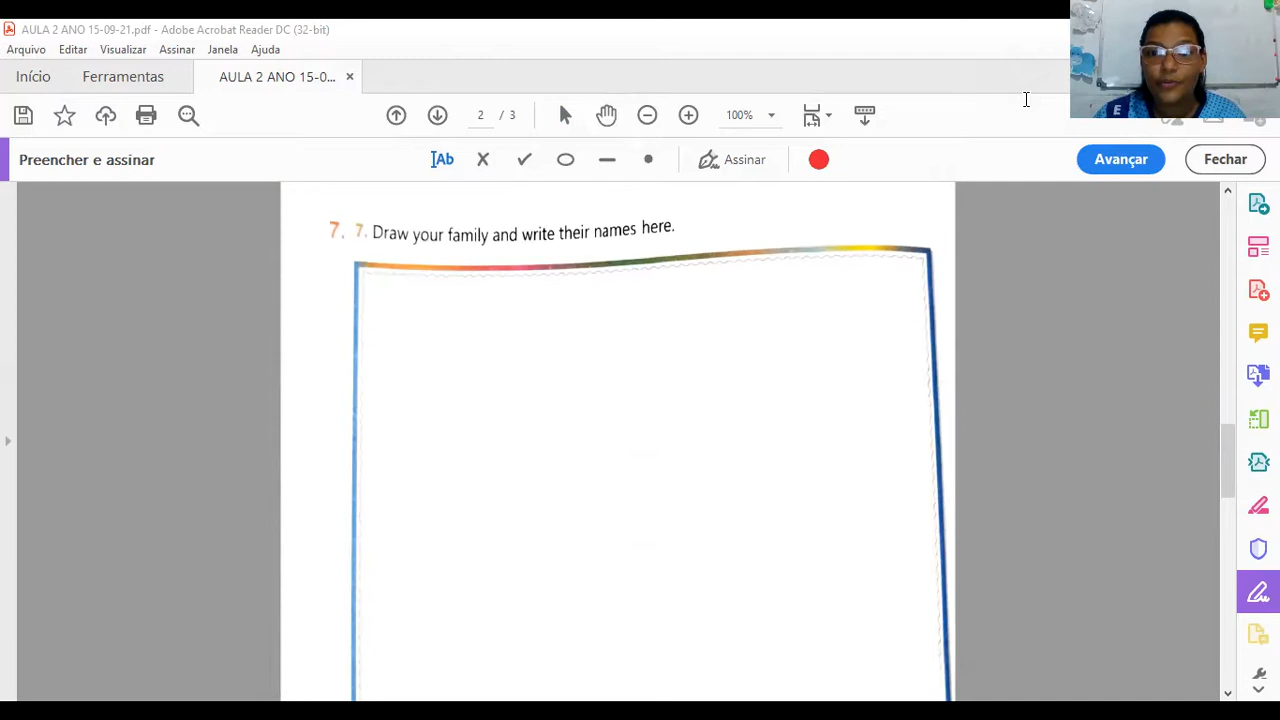 AULA 2 ANO 15-09-21.pdf - Adobe Acrobat Reader DC (32-bit)
Arquivo Editar Visualizar Assinar Janela Ajuda
Início Ferramentas AULA 2 ANO 15-0... ×
2 / 3 100%
Preencher e assinar Ab Assinar Avançar Fechar
7. 7. Draw your family and write their names here.
E